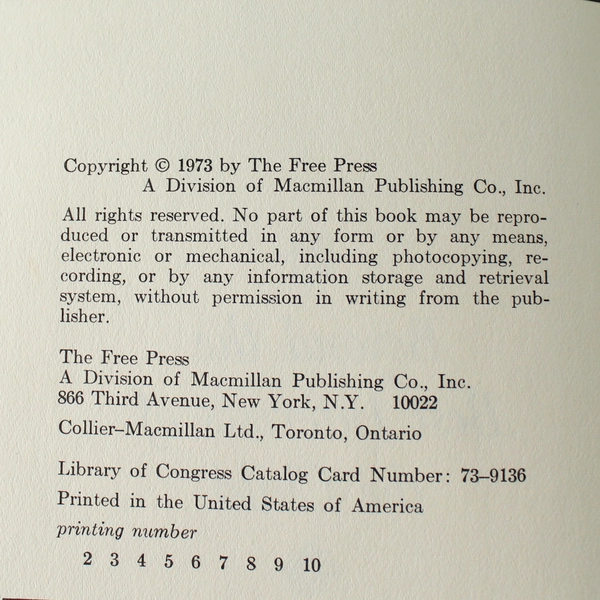 Copyright © 1973 by The Free Press
A Division of Macmillan Publishing Co., Inc.
All rights reserved. No part of this book may be repro-
duced or transmitted in any form or by any means,
electronic or mechanical, including photocopying, re-
cording, or by any information storage and retrieval
system, without permission in writing from the pub-
lisher.
The Free Press
A Division of Macmillan Publishing Co., Inc.
866 Third Avenue, New York, N.Y. 10022
Collier–Macmillan Ltd., Toronto, Ontario
Library of Congress Catalog Card Number: 73–9136
Printed in the United States of America
printing number
2 3 4 5 6 7 8 9 10